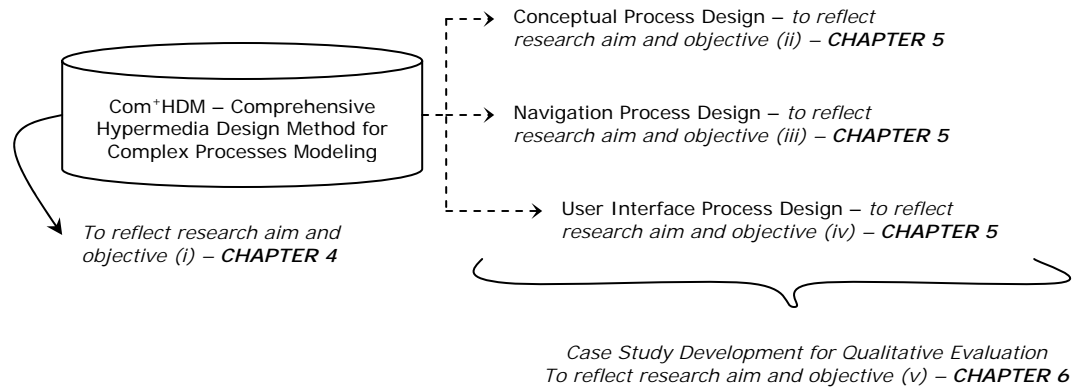 Com⁺HDM – Comprehensive
Hypermedia Design Method for
Complex Processes Modeling
To reflect research aim and
objective (i) – CHAPTER 4
Conceptual Process Design – to reflect
research aim and objective (ii) – CHAPTER 5
Navigation Process Design – to reflect
research aim and objective (iii) – CHAPTER 5
User Interface Process Design – to reflect
research aim and objective (iv) – CHAPTER 5
Case Study Development for Qualitative Evaluation
To reflect research aim and objective (v) – CHAPTER 6